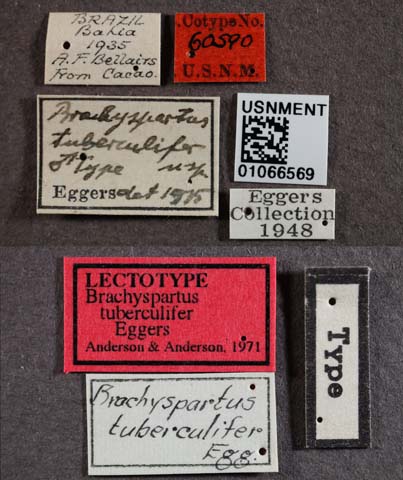 BRAZIL
Bahia
1935
A.F. Bellairs
From Cacao.
Cotype No.
60590
U.S.N.M.
Brachyspartus
tuberculifer
Type n.sp.
Eggers det
USNMENT
01066569
Eggers
Collection
1948
LECTOTYPE
Brachyspartus
tuberculifer
Eggers
Anderson & Anderson, 1971
Type
Brachyspartus
tuberculifer
Egg.